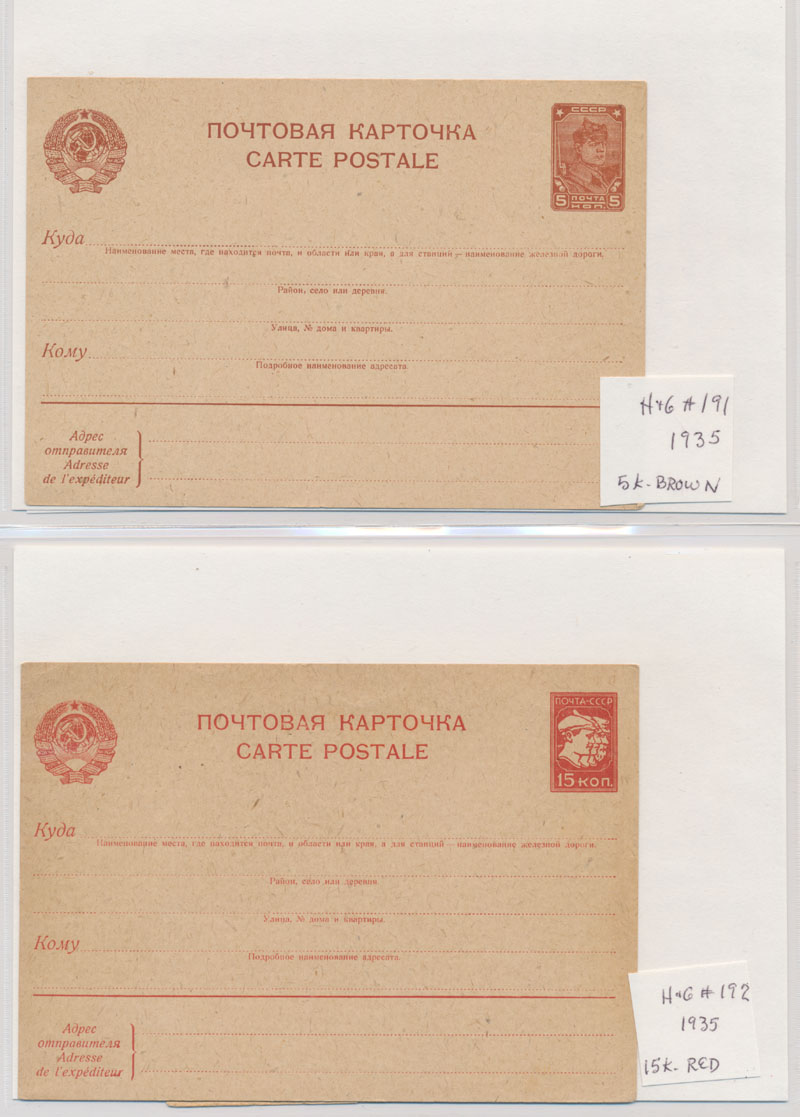 ПОЧТОВАЯ КАРТОЧКА
CARTE POSTALE
СССР
5 ПОЧТА 5
КОП.
Куда
Наименование места, где находится почта, и области или края, а для станций — наименование железной дороги.
Район, село или деревня.
Улица, № дома и квартиры.
Кому
Подробное наименование адресата.
Адрес
отправителя
Adresse
de l'expéditeur
H+G #191
1935
5K- BROWN
ПОЧТОВАЯ КАРТОЧКА
CARTE POSTALE
ПОЧТА-СССР
15 КОП.
Куда
Наименование места, где находится почта, и области или края, а для станций — наименование железной дороги.
Район, село или деревня
Улица, № дома и квартиры.
Кому
Подробное наименование адресата.
Адрес
отправителя
Adresse
de l'expéditeur
H+G #192
1935
15K- RED